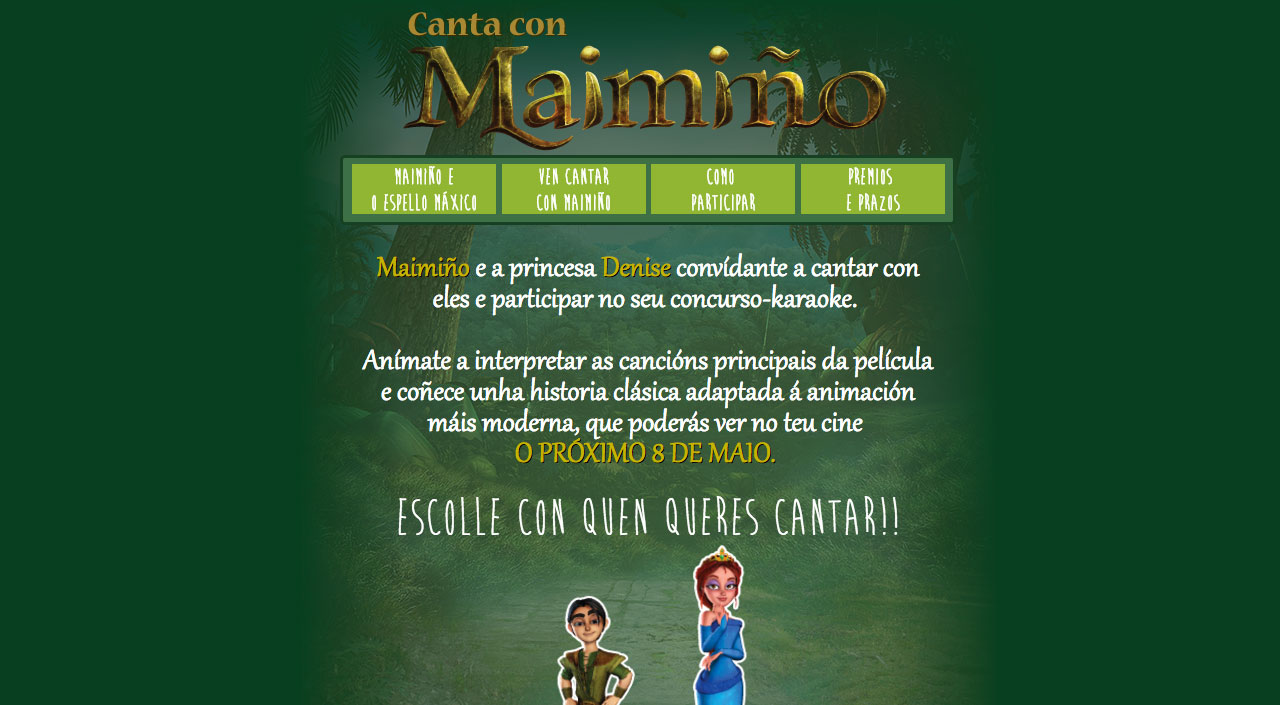 Canta con
Maimiño
MAIMIÑO E
O ESPELLO MÁXICO
VEN CANTAR
CON MAIMIÑO
COMO
PARTICIPAR
PREMIOS
E PRAZOS
Maimiño e a princesa Denise convídante a cantar con
eles e participar no seu concurso-karaoke.
Anímate a interpretar as cancións principais da película
e coñece unha historia clásica adaptada á animación
máis moderna, que poderás ver no teu cine
O PRÓXIMO 8 DE MAIO.
ESCOLLE CON QUEN QUERES CANTAR!!